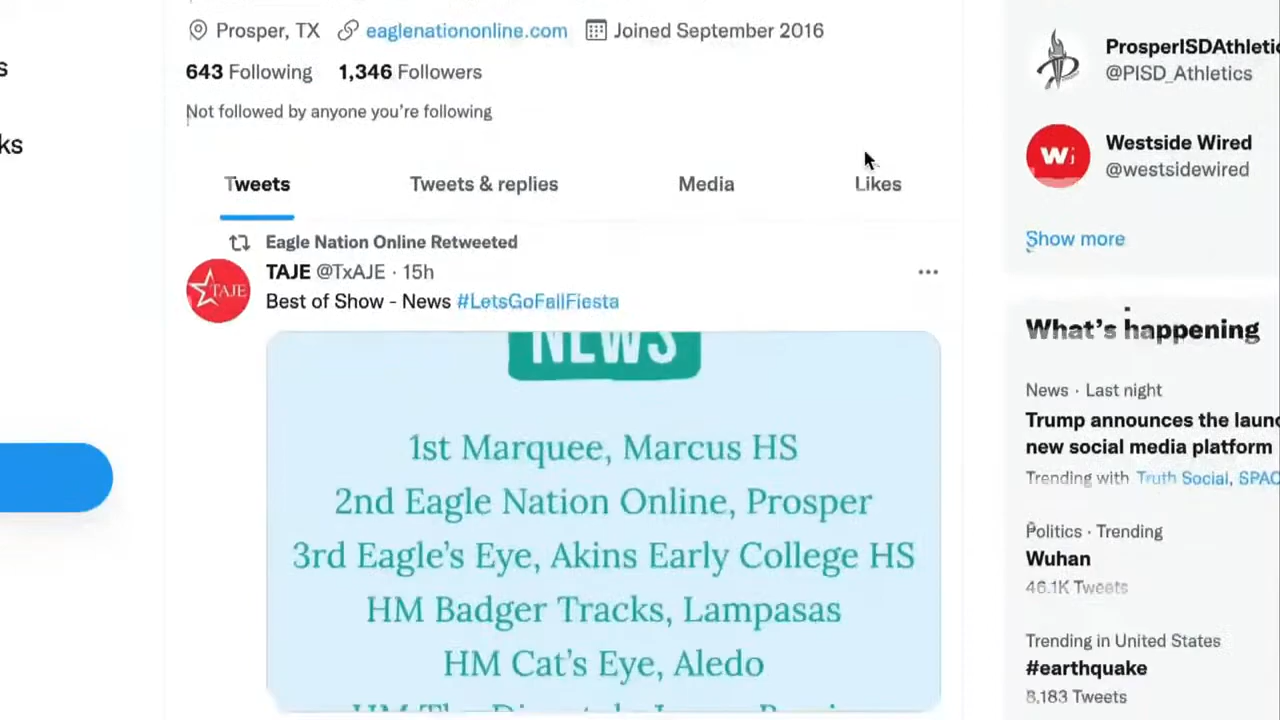 Prosper, TX eaglenationonline.com Joined September 2016
643 Following 1,346 Followers
Not followed by anyone you're following
Tweets Tweets & replies Media Likes
Eagle Nation Online Retweeted
TAJE @TxAJE · 15h
Best of Show - News #LetsGoFallFiesta
TAJE
NEWS
1st Marquee, Marcus HS
2nd Eagle Nation Online, Prosper
3rd Eagle's Eye, Akins Early College HS
HM Badger Tracks, Lampasas
HM Cat's Eye, Aledo
s
ks
ProsperISDAthletic
@PISD_Athletics
Westside Wired
@westsidewired
Show more
What's happening
News · Last night
Trump announces the laun
new social media platform
Trending with Truth Social, SPAC
Politics · Trending
Wuhan
46.1K Tweets
Trending in United States
#earthquake
8,183 Tweets